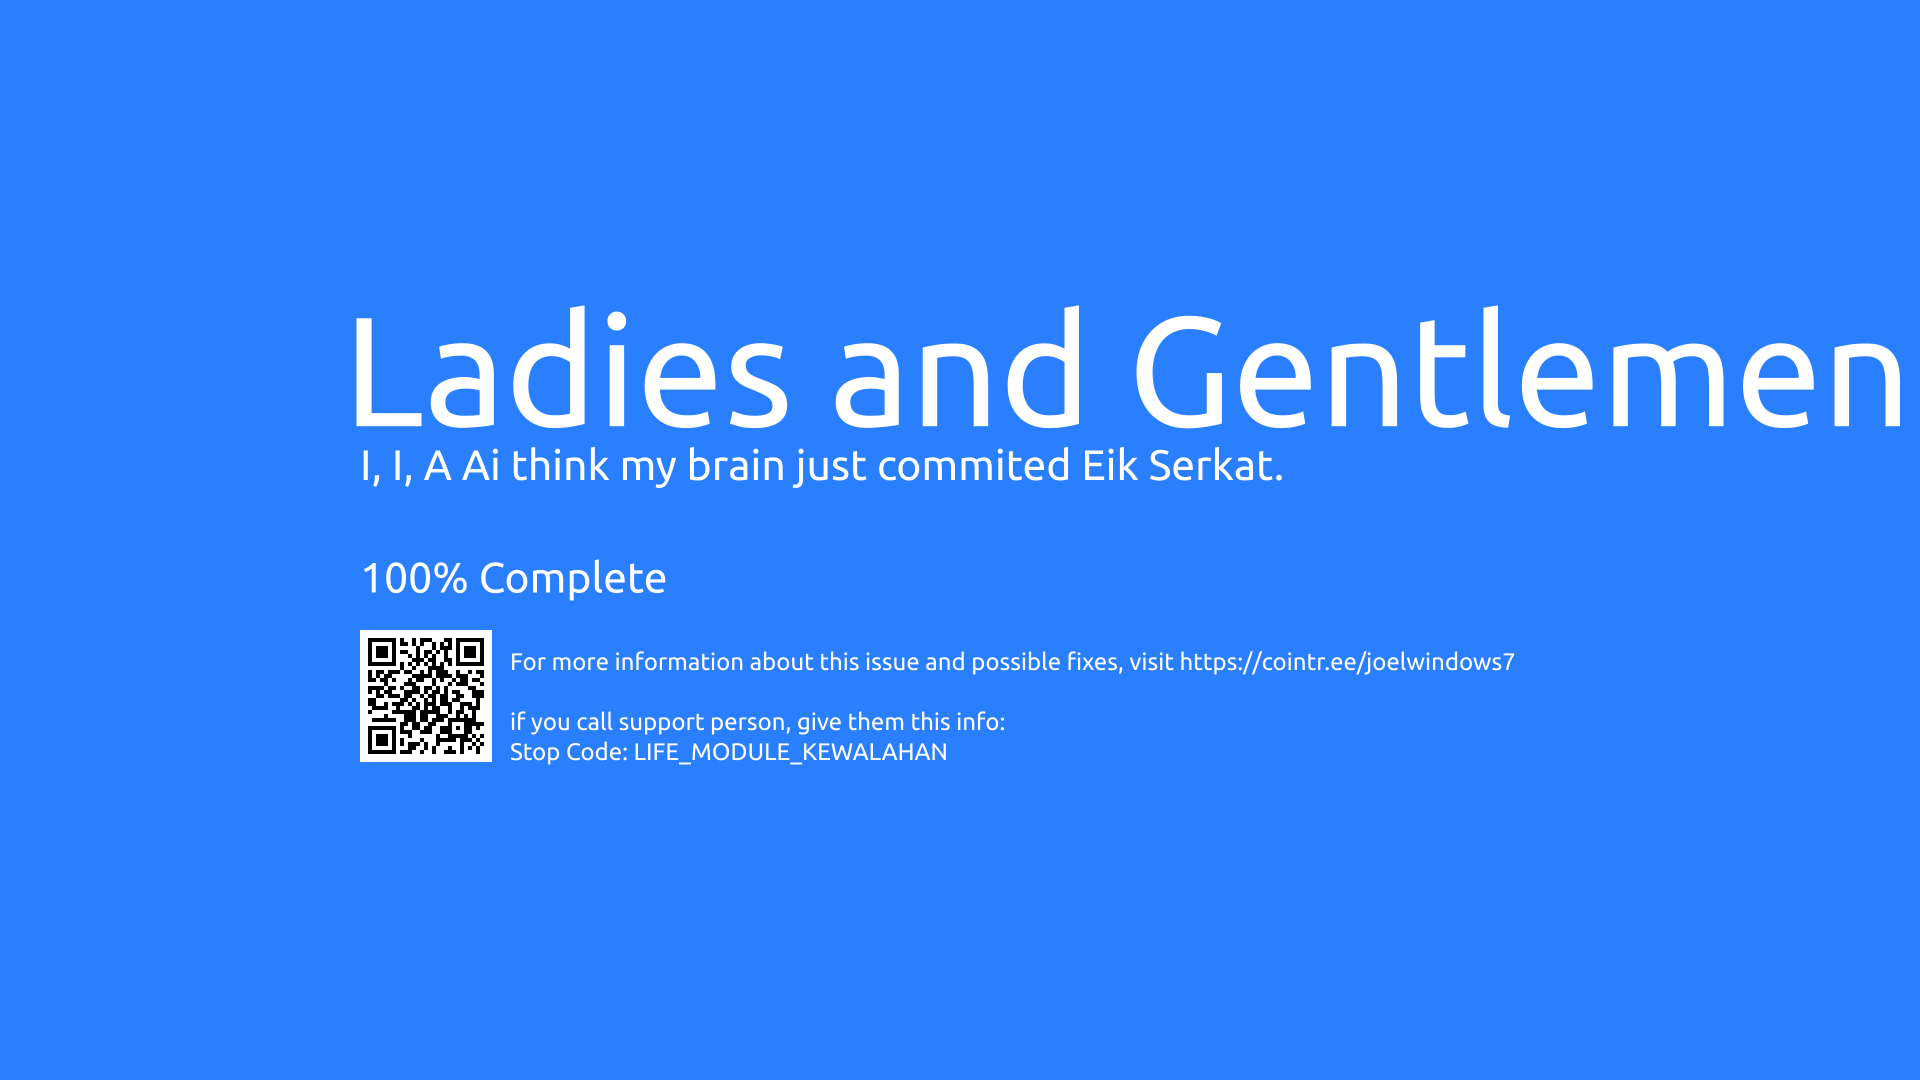 Ladies and Gentlemen
I, I, A Ai think my brain just commited Eik Serkat.
100% Complete
For more information about this issue and possible fixes, visit https://cointr.ee/joelwindows7
if you call support person, give them this info:
Stop Code: LIFE_MODULE_KEWALAHAN